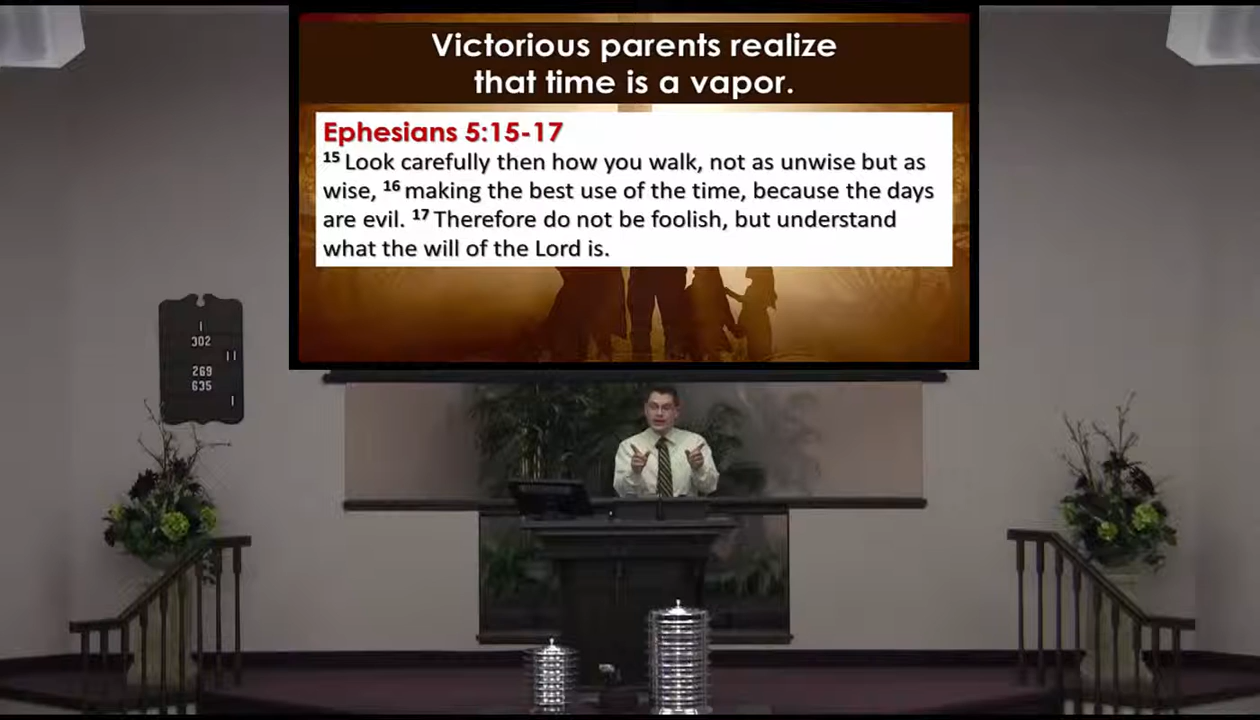 Victorious parents realize
that time is a vapor.
Ephesians 5:15-17
15 Look carefully then how you walk, not as unwise but as
wise, 16 making the best use of the time, because the days
are evil. 17 Therefore do not be foolish, but understand
what the will of the Lord is.
I
302
II
269
635
I